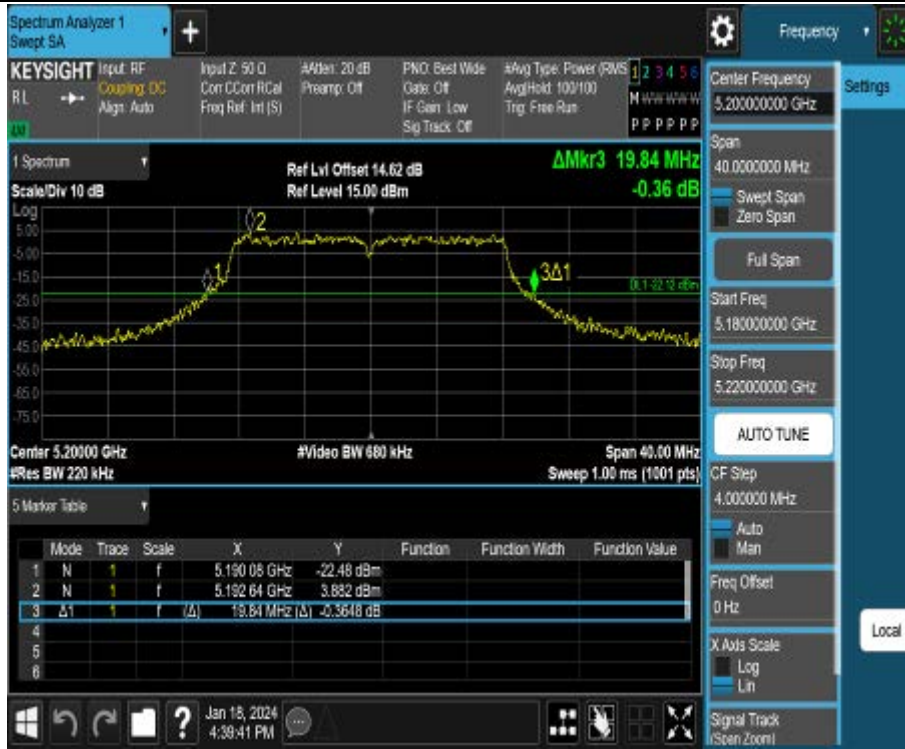 Spectrum Analyzer 1
Swept SA
+
Frequency
KEYSIGHT
RL
Input: RF
Coupling: DC
Align: Auto
Input Z: 50 Ω
Corr CCorr RCal
Freq Ref: Int (S)
#Atten: 20 dB
Preamp: Off
PNO: Best Wide
Gate: Off
IF Gain: Low
Sig Track: Off
#Avg Type: Power (RMS
Avg|Hold: 100/100
Trig: Free Run
1 2 3 4 5 6
M W W W W W
P P P P P P
1 Spectrum
Scale/Div 10 dB
Log
Ref Lvl Offset 14.62 dB
Ref Level 15.00 dBm
ΔMkr3 19.84 MHz
-0.36 dB
5.00
-5.00
-15.0
-25.0
-35.0
-45.0
-55.0
-65.0
-75.0
1
2
3Δ1
DL1 -22.12 dBm
Center 5.20000 GHz
#Res BW 220 kHz
#Video BW 680 kHz
Span 40.00 MHz
Sweep 1.00 ms (1001 pts)
5 Marker Table
Mode Trace Scale X Y Function Function Width Function Value
1 N 1 f 5.190 08 GHz -22.48 dBm
2 N 1 f 5.192 64 GHz 3.882 dBm
3 Δ1 1 f (Δ) 19.84 MHz (Δ) -0.3648 dB
4
5
6
Jan 18, 2024
4:39:41 PM
?
Center Frequency
5.200000000 GHz
Span
40.0000000 MHz
Swept Span
Zero Span
Full Span
Start Freq
5.180000000 GHz
Stop Freq
5.220000000 GHz
AUTO TUNE
CF Step
4.000000 MHz
Auto
Man
Freq Offset
0 Hz
X Axis Scale
Log
Lin
Signal Track
(Span Zoom)
Settings
Local